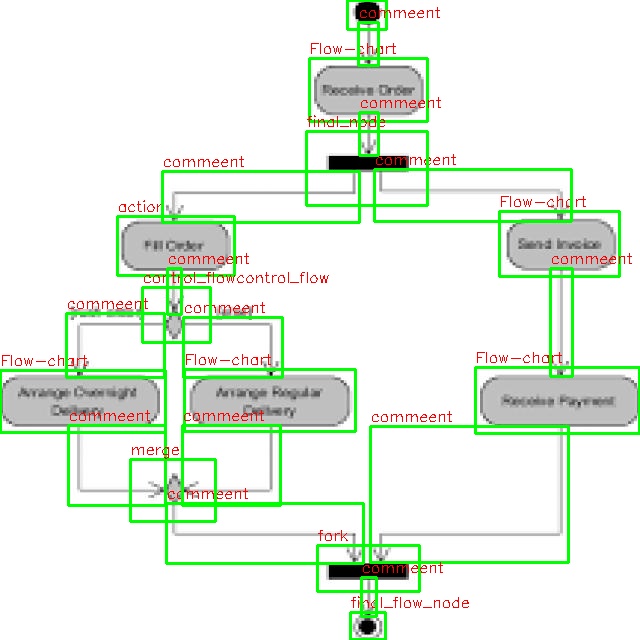 commeent
Flow-chart
Receive Order
commeent
final_node
commeent
commeent
action
Flow-chart
Fill Order
Send Invoice
commeent
commeent
control_flowcontrol_flow
commeent
commeent
Flow-chart
Flow-chart
Flow-chart
Arrange Overnight
Delivery
Arrange Regular
Delivery
Receive Payment
commeent
commeent
commeent
merge
commeent
fork
commeent
final_flow_node